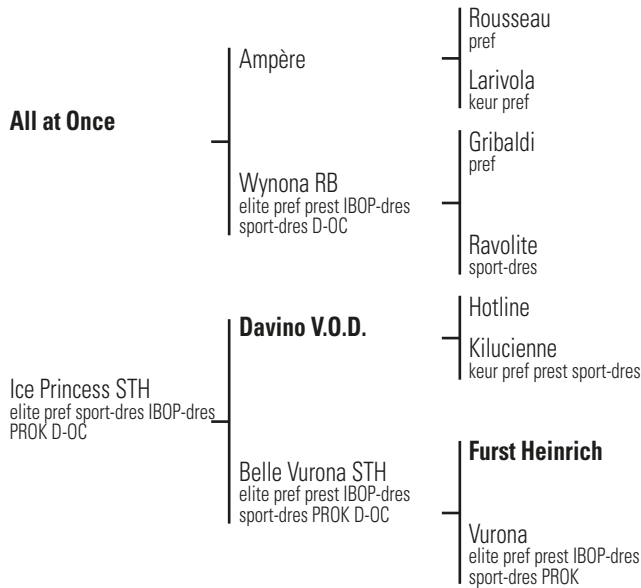 All at Once
Ampère
Rousseau
pref
Larivola
keur pref
Wynona RB
elite pref prest IBOP-dres
sport-dres D-OC
Gribaldi
pref
Ravolite
sport-dres
Ice Princess STH
elite pref sport-dres IBOP-dres
PROK D-OC
Davino V.O.D.
Hotline
Kilucienne
keur pref prest sport-dres
Belle Vurona STH
elite pref prest IBOP-dres
sport-dres PROK D-OC
Furst Heinrich
Vurona
elite pref prest IBOP-dres
sport-dres PROK